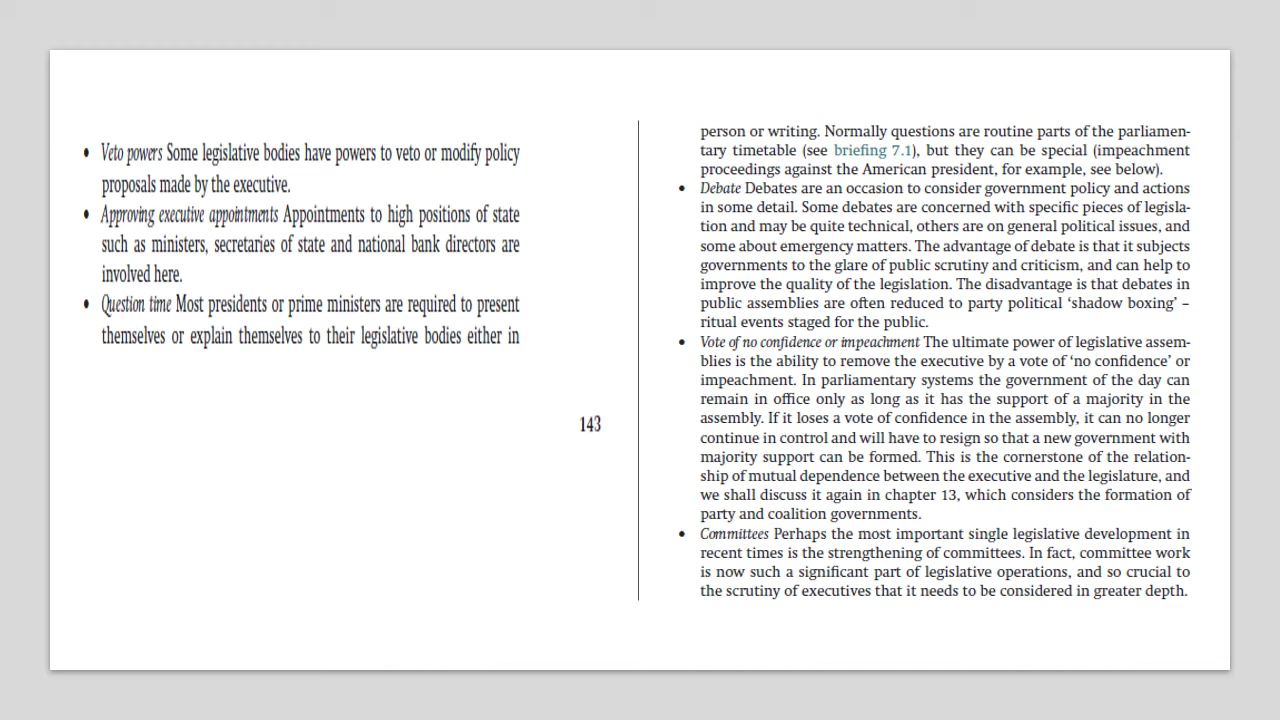 • Veto powers Some legislative bodies have powers to veto or modify policy
proposals made by the executive.
• Approving executive appointments Appointments to high positions of state
such as ministers, secretaries of state and national bank directors are
involved here.
• Question time Most presidents or prime ministers are required to present
themselves or explain themselves to their legislative bodies either in
143
person or writing. Normally questions are routine parts of the parliamen-
tary timetable (see briefing 7.1), but they can be special (impeachment
proceedings against the American president, for example, see below).
• Debate Debates are an occasion to consider government policy and actions
in some detail. Some debates are concerned with specific pieces of legisla-
tion and may be quite technical, others are on general political issues, and
some about emergency matters. The advantage of debate is that it subjects
governments to the glare of public scrutiny and criticism, and can help to
improve the quality of the legislation. The disadvantage is that debates in
public assemblies are often reduced to party political ‘shadow boxing’ –
ritual events staged for the public.
• Vote of no confidence or impeachment The ultimate power of legislative assem-
blies is the ability to remove the executive by a vote of ‘no confidence’ or
impeachment. In parliamentary systems the government of the day can
remain in office only as long as it has the support of a majority in the
assembly. If it loses a vote of confidence in the assembly, it can no longer
continue in control and will have to resign so that a new government with
majority support can be formed. This is the cornerstone of the relation-
ship of mutual dependence between the executive and the legislature, and
we shall discuss it again in chapter 13, which considers the formation of
party and coalition governments.
• Committees Perhaps the most important single legislative development in
recent times is the strengthening of committees. In fact, committee work
is now such a significant part of legislative operations, and so crucial to
the scrutiny of executives that it needs to be considered in greater depth.